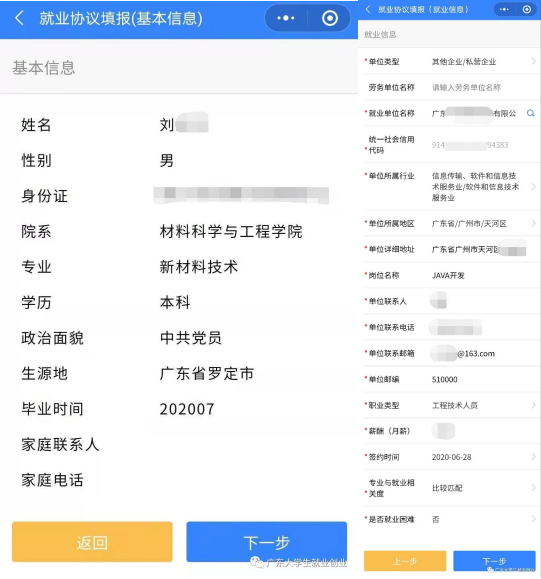 就业协议填报(基本信息)
基本信息
姓名 刘
性别 男
身份证
院系 材料科学与工程学院
专业 新材料技术
学历 本科
政治面貌 中共党员
生源地 广东省罗定市
毕业时间 202007
家庭联系人
家庭电话
返回 下一步
广东大学生就业创业
就业协议填报（就业信息）
就业信息
*单位类型 其他企业/私营企业
劳务单位名称 请输入劳务单位名称
*就业单位名称 广东 有限公
统一社会信用
*代码 914 94383
*单位所属行业 信息传输、软件和信息技
术服务业/软件和信息技术
服务业
*单位所属地区 广东省/广州市/天河区
*单位详细地址 广东省广州市天河区
*岗位名称 JAVA开发
*单位联系人
*单位联系电话
*单位联系邮箱 @163.com
*单位邮编 510000
*职业类型 工程技术人员
*薪酬（月薪）
*签约时间 2020-06-28
专业与就业相
*关度 比较匹配
*是否就业困难 否
上一步 下一步